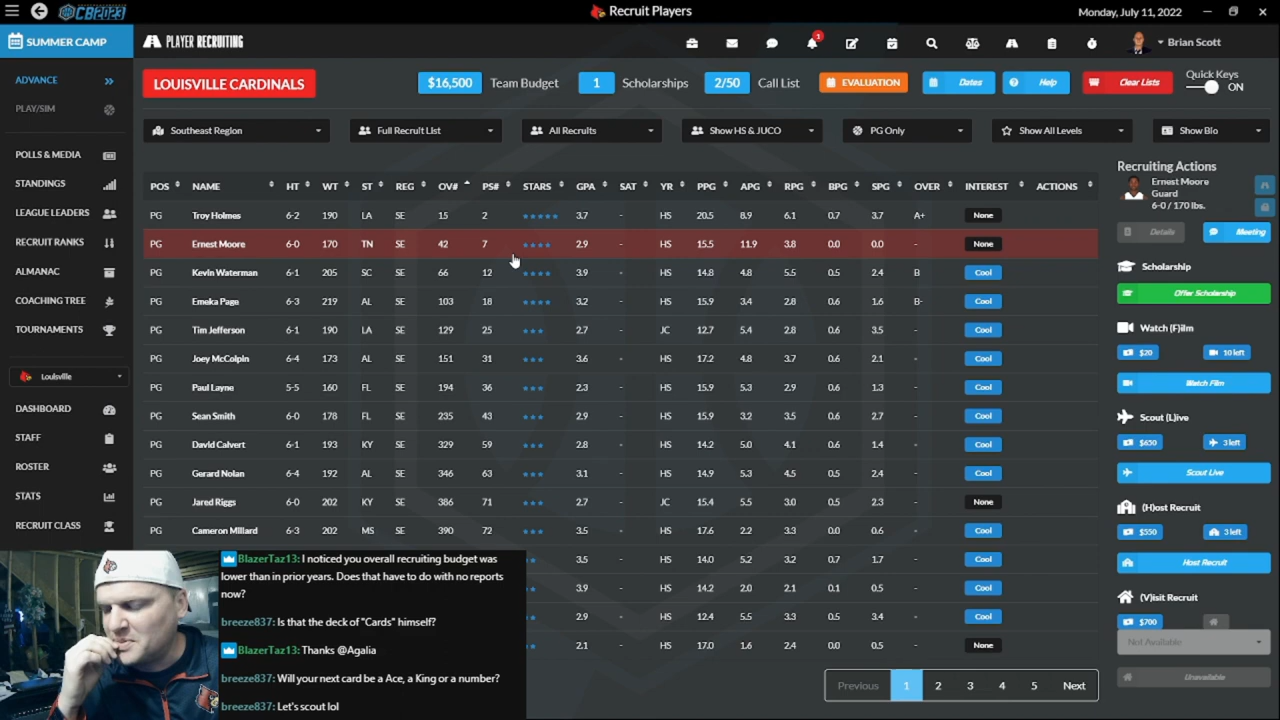 CB2023
Recruit Players
Monday, July 11, 2022
SUMMER CAMP
PLAYER RECRUITING
1
Brian Scott
ADVANCE
PLAY/SIM
LOUISVILLE CARDINALS
$16,500 Team Budget
1 Scholarships
2/50 Call List
EVALUATION
Dates
Help
Clear Lists
Quick Keys
ON
Southeast Region
Full Recruit List
All Recruits
Show HS & JUCO
PG Only
Show All Levels
Show Bio
POLLS & MEDIA
STANDINGS
LEAGUE LEADERS
RECRUIT RANKS
ALMANAC
COACHING TREE
TOURNAMENTS
Louisville
DASHBOARD
STAFF
ROSTER
STATS
RECRUIT CLASS
POS NAME HT WT ST REG OV# PS# STARS GPA SAT YR PPG APG RPG BPG SPG OVER INTEREST ACTIONS
PG Troy Holmes 6-2 190 LA SE 15 2 ★★★★★ 3.7 - HS 20.5 8.9 6.1 0.7 3.7 A+ None
PG Ernest Moore 6-0 170 TN SE 42 7 ★★★★ 2.9 - HS 15.5 11.9 3.8 0.0 0.0 - None
PG Kevin Waterman 6-1 205 SC SE 66 12 ★★★★ 3.9 - HS 14.8 4.8 5.5 0.5 2.4 B Cool
PG Emeka Page 6-3 219 AL SE 103 18 ★★★★ 3.2 - HS 15.9 3.4 2.8 0.6 1.6 B- Cool
PG Tim Jefferson 6-1 190 LA SE 129 25 ★★★ 2.7 - JC 12.7 5.4 2.8 0.6 3.5 - Cool
PG Joey McColpin 6-4 173 AL SE 151 31 ★★★ 3.6 - HS 17.2 4.8 3.7 0.6 2.1 - Cool
PG Paul Layne 5-5 160 FL SE 194 36 ★★★ 2.3 - HS 15.9 5.3 2.9 0.6 1.3 - Cool
PG Sean Smith 6-0 178 FL SE 235 43 ★★★ 2.9 - HS 15.9 3.2 3.5 0.6 2.7 - Cool
PG David Calvert 6-1 193 KY SE 329 59 ★★★ 2.8 - HS 14.2 5.0 4.1 0.6 1.4 - Cool
PG Gerard Nolan 6-4 192 AL SE 346 63 ★★★ 3.1 - HS 14.9 5.3 4.5 0.5 2.4 - Cool
PG Jared Riggs 6-0 202 KY SE 386 71 ★★★ 2.7 - JC 15.4 5.5 3.0 0.5 2.3 - None
PG Cameron Millard 6-3 202 MS SE 390 72 ★★★ 3.5 - HS 17.6 2.2 3.3 0.0 0.6 - Cool
3.5 - HS 14.0 5.2 3.2 0.7 1.7 - Cool
3.9 - HS 14.2 2.0 2.1 0.1 0.5 - Cool
2.9 - HS 12.4 5.5 3.3 0.5 0.4 - Cool
2.1 - HS 17.0 1.6 2.4 0.0 0.5 - None
Previous 1 2 3 4 5 Next
Recruiting Actions
Ernest Moore
Guard
6-0 / 170 lbs.
Details
Meeting
Scholarship
Offer Scholarship
Watch (F)ilm
$20
10 left
Watch Film
Scout (L)ive
$650
3 left
Scout Live
(H)ost Recruit
$550
3 left
Host Recruit
(V)isit Recruit
$700
Not Available
Unavailable
BlazerTaz13: I noticed you overall recruiting budget was
lower than in prior years. Does that have to do with no reports
now?
breeze837: Is that the deck of "Cards" himself?
BlazerTaz13: Thanks @Agalia
breeze837: Will your next card be a Ace, a King or a number?
breeze837: Let's scout lol